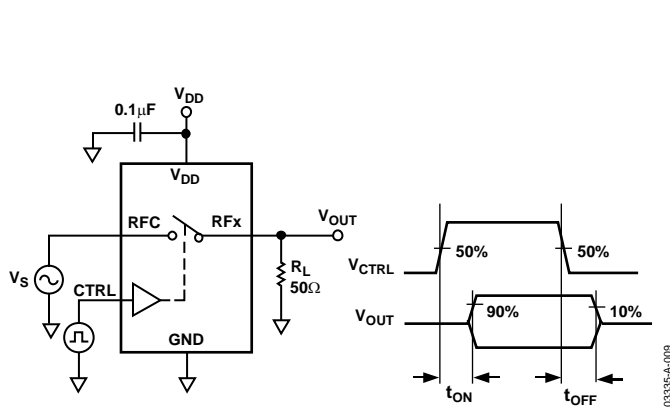 VDD
0.1μF
VDD
RFC
RFx
VOUT
VS
CTRL
RL
50Ω
GND
VCTRL
50%
50%
VOUT
90%
10%
tON
tOFF
03335-A-009